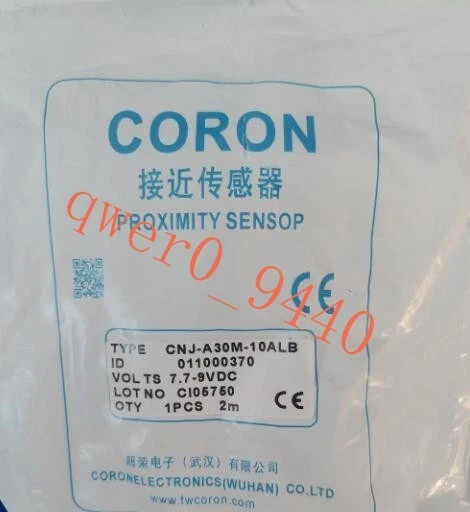 CORON
接近传感器
PROXIMITY SENSOP
qwer0_9440
CE
TYPE CNJ-A30M-10ALB
ID 011000370
VOLTS 7.7-9VDC
LOT NO CI05750
QTY 1PCS 2m CE
超荣电子（武汉）有限公司
CORONELECTRONICS(WUHAN) CO.LTD
www.twcoron.com